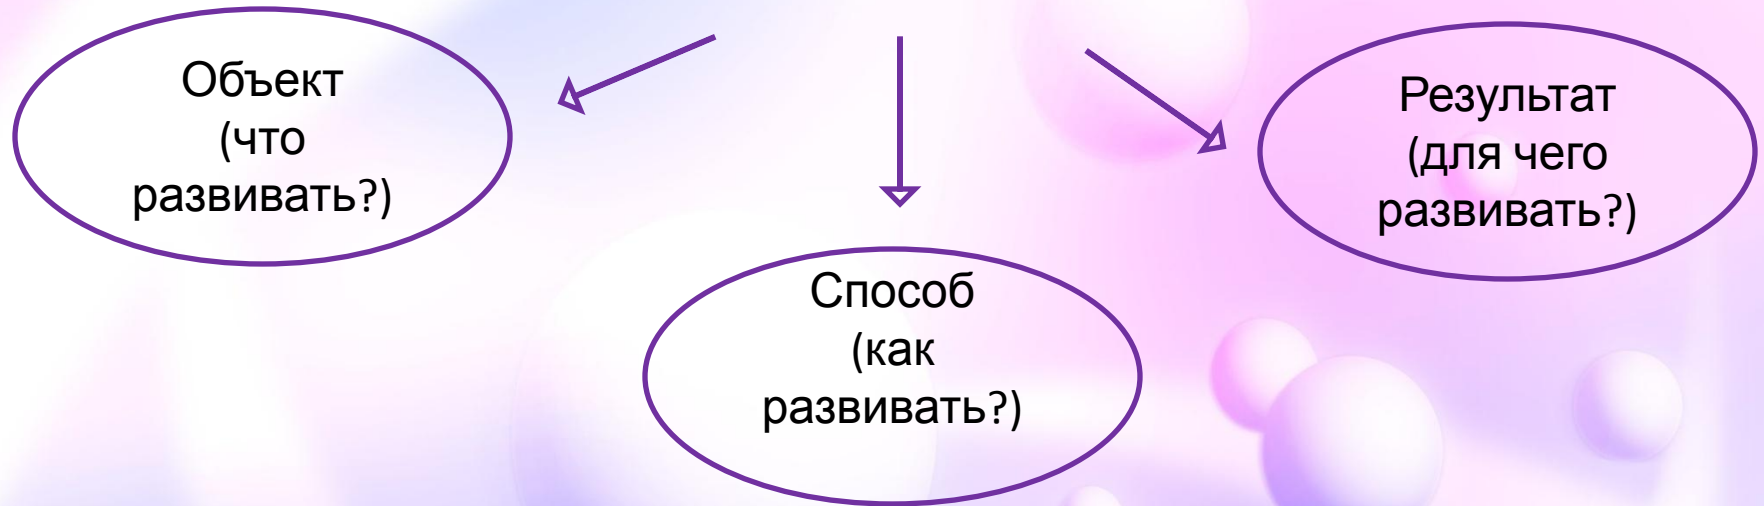 Объект
(что
развивать?)
Способ
(как
развивать?)
Результат
(для чего
развивать?)